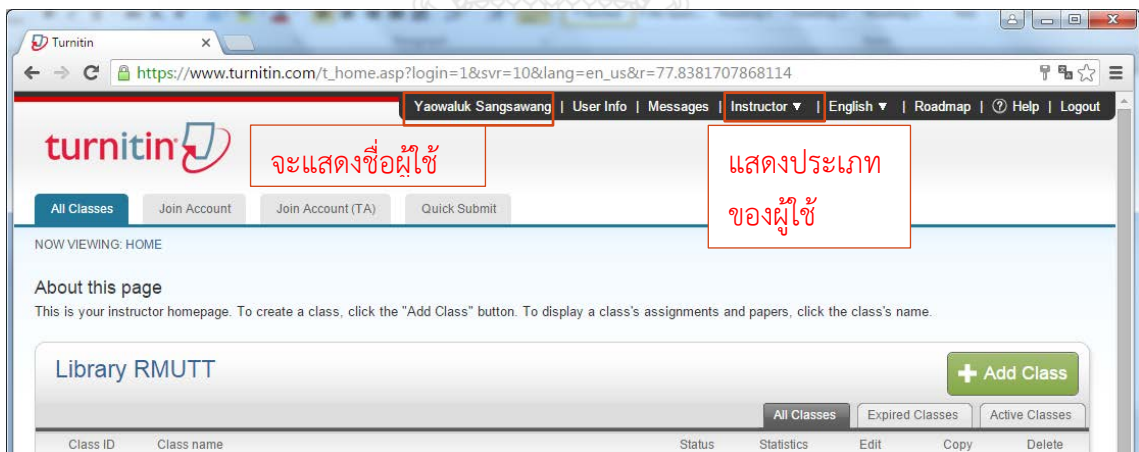 Turnitin
https://www.turnitin.com/t_home.asp?login=1&svr=10&lang=en_us&r=77.8381707868114
Yaowaluk Sangsawang | User Info | Messages | Instructor ▼ | English ▼ | Roadmap | ? Help | Logout
turnitin
จะแสดงชื่อผู้ใช้
แสดงประเภท
ของผู้ใช้
All Classes Join Account Join Account (TA) Quick Submit
NOW VIEWING: HOME
About this page
This is your instructor homepage. To create a class, click the "Add Class" button. To display a class's assignments and papers, click the class's name.
Library RMUTT
Add Class
All Classes Expired Classes Active Classes
Class ID Class name Status Statistics Edit Copy Delete